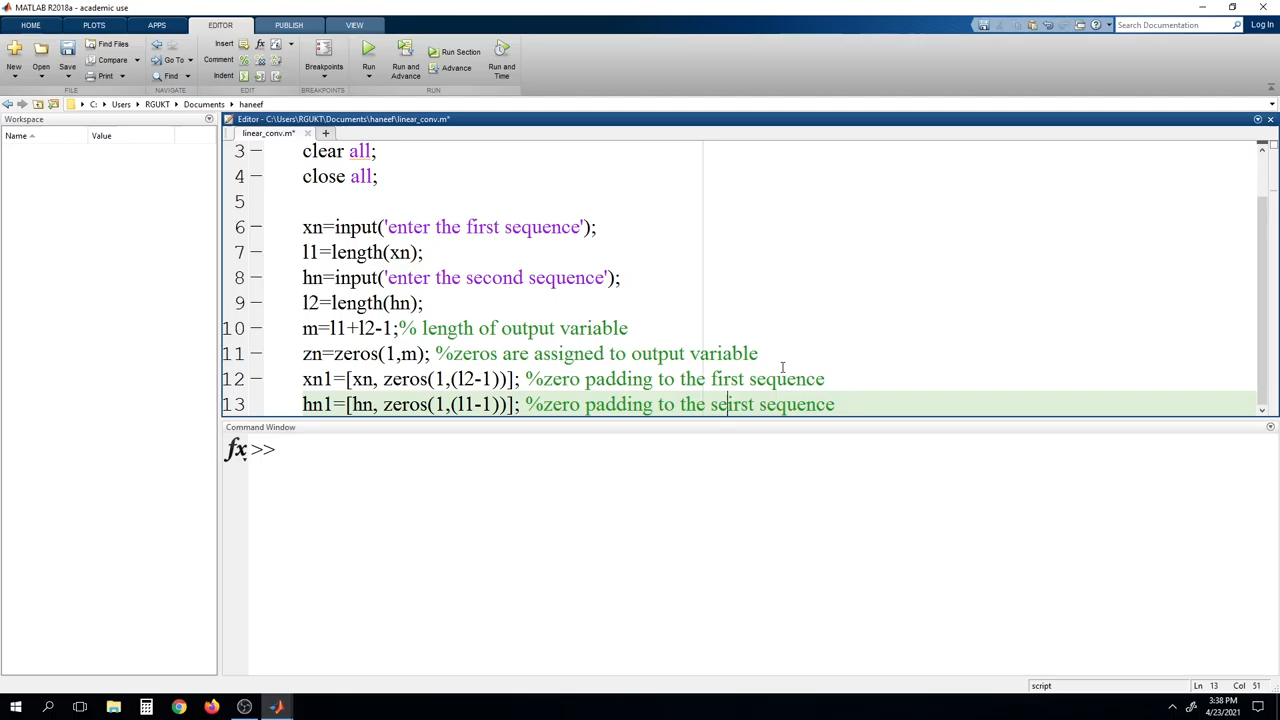 MATLAB R2018a - academic use
HOME PLOTS APPS EDITOR PUBLISH VIEW Search Documentation Log In
New Open Save Find Files Compare Print Go To Find Insert Comment Indent Breakpoints Run Run and Advance Run Section Advance Run and Time
FILE NAVIGATE EDIT BREAKPOINTS RUN
C: Users RGUKT Documents haneef
Workspace
Name Value
Editor - C:\Users\RGUKT\Documents\haneef\linear_conv.m*
linear_conv.m*
3 clear all;
4 close all;
5
6 xn=input('enter the first sequence');
7 l1=length(xn);
8 hn=input('enter the second sequence');
9 l2=length(hn);
10 m=l1+l2-1;% length of output variable
11 zn=zeros(1,m); %zeros are assigned to output variable
12 xn1=[xn, zeros(1,(l2-1))]; %zero padding to the first sequence
13 hn1=[hn, zeros(1,(l1-1))]; %zero padding to the seirst sequence
Command Window
fx >>
script Ln 13 Col 51
3:38 PM
4/23/2021